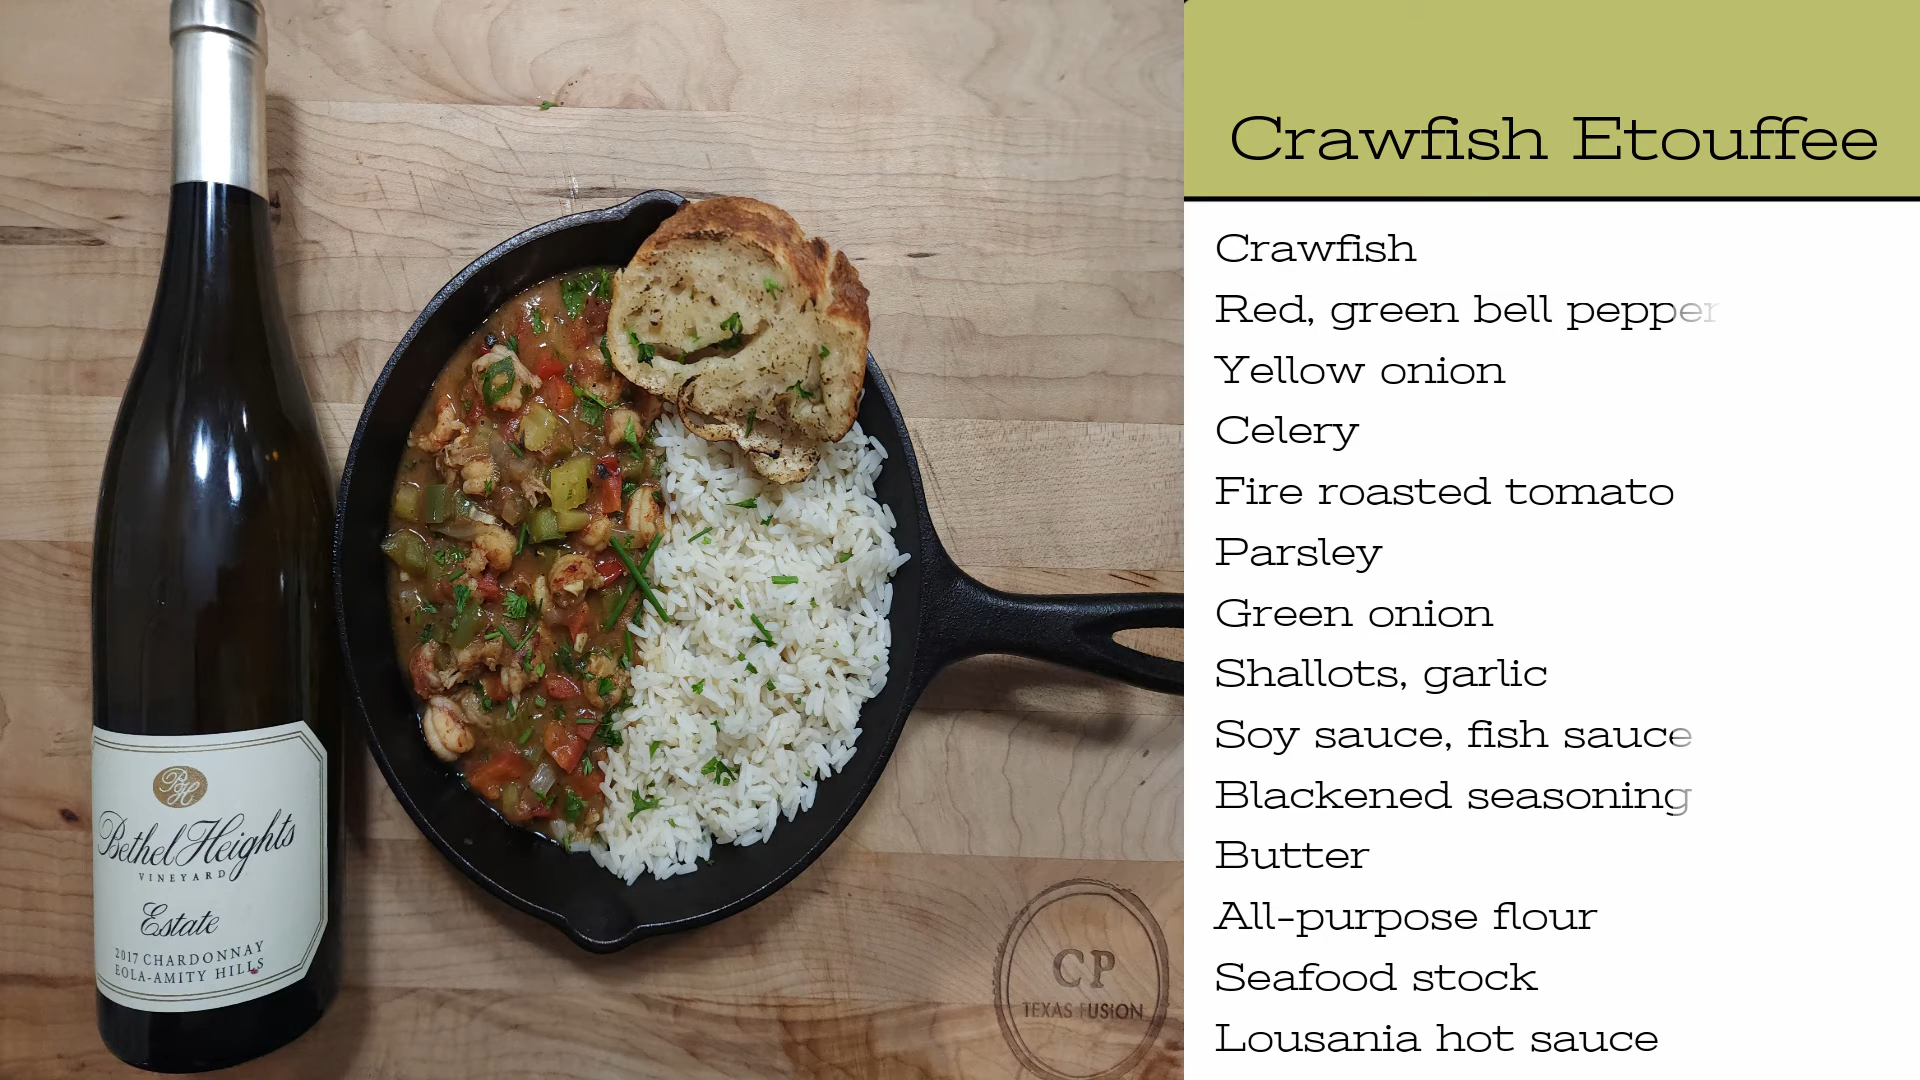 PH
Bethel Heights
VINEYARD
Estate
2017 CHARDONNAY
EOLA-AMITY HILLS
CP
TEXAS FUSION
Crawfish Etouffee
Crawfish
Red, green bell pepper
Yellow onion
Celery
Fire roasted tomato
Parsley
Green onion
Shallots, garlic
Soy sauce, fish sauce
Blackened seasoning
Butter
All-purpose flour
Seafood stock
Lousania hot sauce